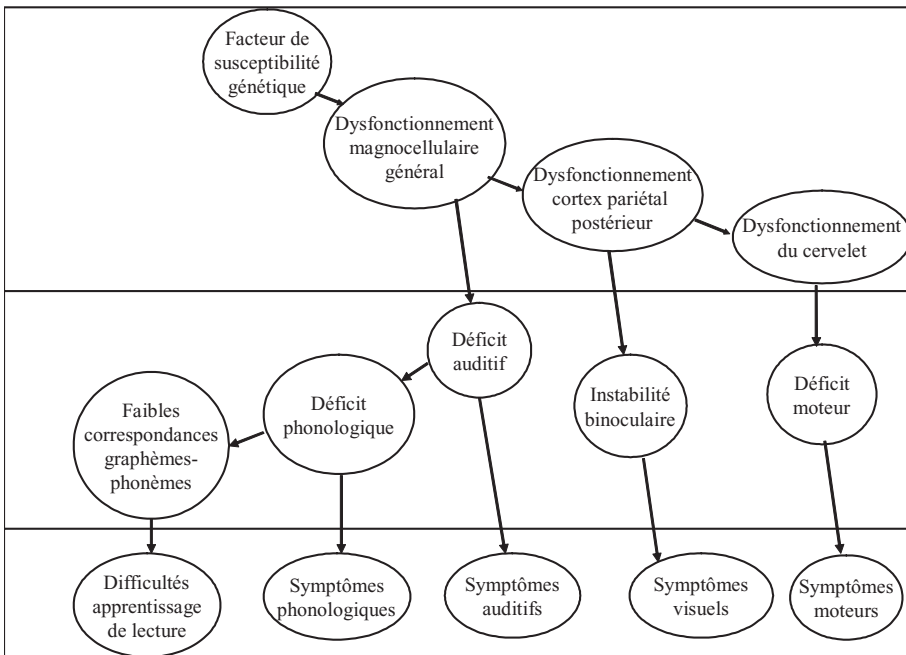 Facteur de
susceptibilité
génétique
Dysfonctionnement
magnocellulaire
général
Dysfonctionnement
cortex pariétal
postérieur
Dysfonctionnement
du cervelet
Déficit
auditif
Déficit
phonologique
Faibles
correspondances
graphèmes-
phonèmes
Instabilité
binoculaire
Déficit
moteur
Difficultés
apprentissage
de lecture
Symptômes
phonologiques
Symptômes
auditifs
Symptômes
visuels
Symptômes
moteurs